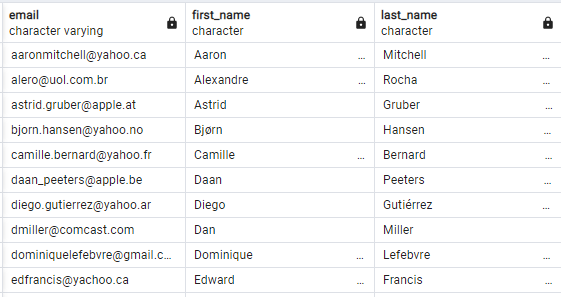 email first_name last_name
character varying character character
aaronmitchell@yahoo.ca Aaron ... Mitchell ...
alero@uol.com.br Alexandre ... Rocha ...
astrid.gruber@apple.at Astrid Gruber ...
bjorn.hansen@yahoo.no Bjørn Hansen ...
camille.bernard@yahoo.fr Camille ... Bernard ...
daan_peeters@apple.be Daan Peeters ...
diego.gutierrez@yahoo.ar Diego Gutiérrez ...
dmiller@comcast.com Dan Miller
dominiquelefebvre@gmail.c... Dominique ... Lefebvre ...
edfrancis@yachoo.ca Edward ... Francis ...